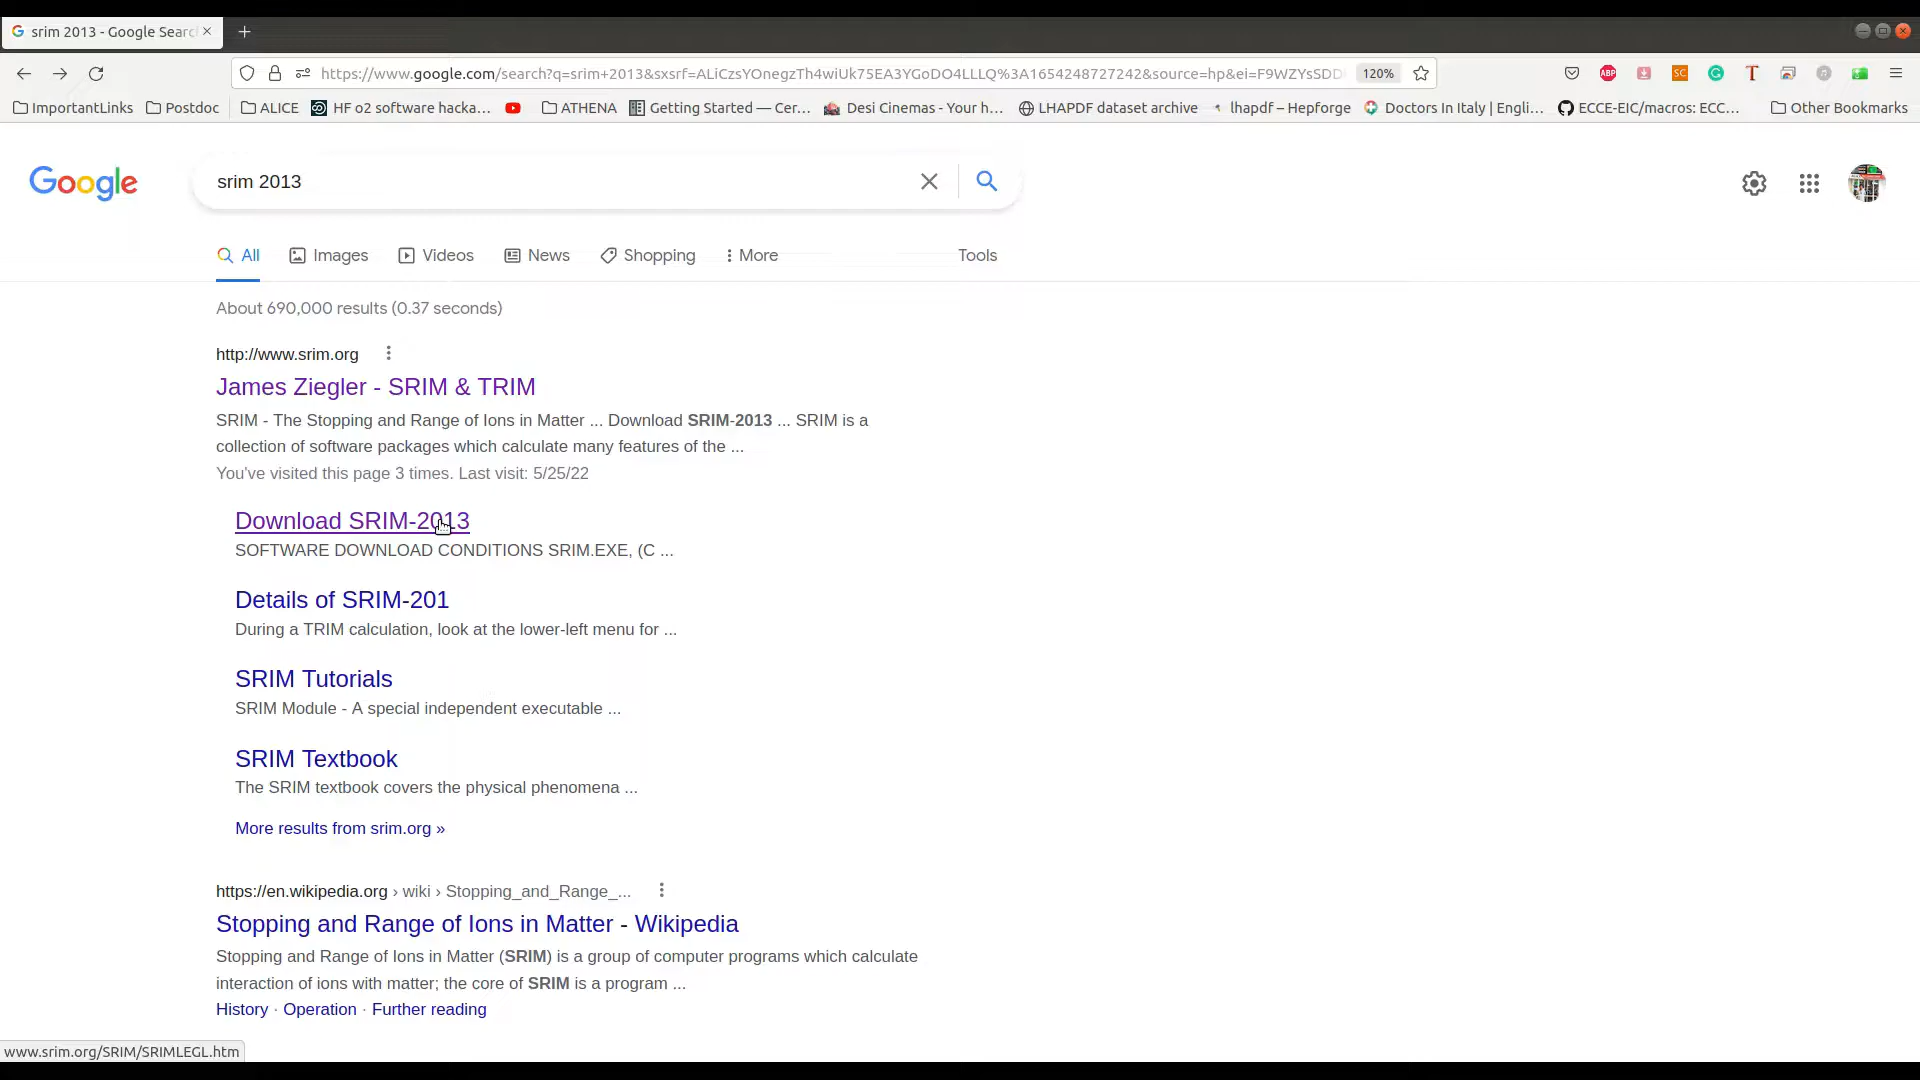 srim 2013 - Google Searc
https://www.google.com/search?q=srim+2013&sxsrf=ALiCzsYOnegzTh4wiUk75EA3YGoDO4LLLQ%3A1654248727242&source=hp&ei=F9WZYsSDD 120% ABP SC T
ImportantLinks Postdoc ALICE HF o2 software hacka... ATHENA Getting Started — Cer... Desi Cinemas - Your h... LHAPDF dataset archive lhapdf – Hepforge Doctors In Italy | Engli... ECCE-EIC/macros: ECC... Other Bookmarks
Google srim 2013
All Images Videos News Shopping More Tools
About 690,000 results (0.37 seconds)
http://www.srim.org
James Ziegler - SRIM & TRIM
SRIM - The Stopping and Range of Ions in Matter ... Download SRIM-2013 ... SRIM is a
collection of software packages which calculate many features of the ...
You've visited this page 3 times. Last visit: 5/25/22
Download SRIM-2013
SOFTWARE DOWNLOAD CONDITIONS SRIM.EXE, (C ...
Details of SRIM-201
During a TRIM calculation, look at the lower-left menu for ...
SRIM Tutorials
SRIM Module - A special independent executable ...
SRIM Textbook
The SRIM textbook covers the physical phenomena ...
More results from srim.org »
https://en.wikipedia.org › wiki › Stopping_and_Range_...
Stopping and Range of Ions in Matter - Wikipedia
Stopping and Range of Ions in Matter (SRIM) is a group of computer programs which calculate
interaction of ions with matter; the core of SRIM is a program ...
History · Operation · Further reading
www.srim.org/SRIM/SRIMLEGL.htm